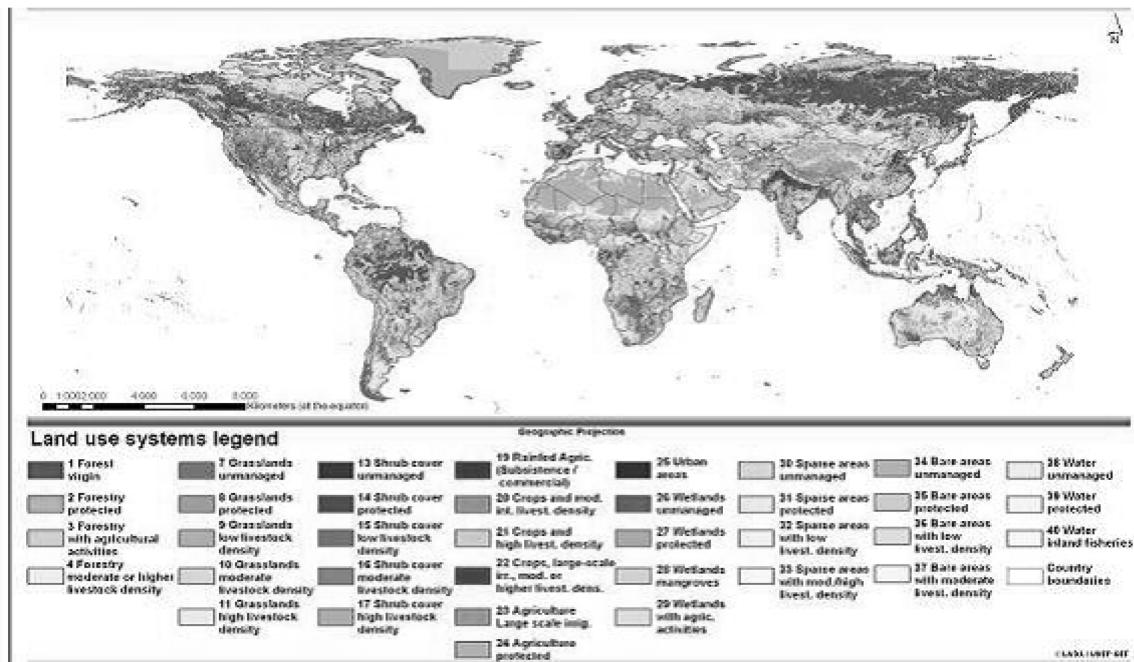 N
0 1 0002 000 4 000 6 000 8 000
Kilometers (at the equator)
Geographic Projection
Land use systems legend
1 Forest
virgin
2 Forestry
protected
3 Forestry
with agricultural
activities
4 Forestry
moderate or higher
livestock density
7 Grasslands
unmanaged
8 Grasslands
protected
9 Grasslands
low livestock
density
10 Grasslands
moderate
livestock density
11 Grasslands
high livestock
density
13 Shrub cover
unmanaged
14 Shrub cover
protected
15 Shrub cover
low livestock
density
16 Shrub cover
moderate
livestock density
17 Shrub cover
high livestock
density
19 Rainfed Agric.
(Subsistence /
commercial)
20 Crops and mod.
int. livest. density
21 Crops and
high livest. density
22 Crops, large-scale
irr., mod. or
higher livest. dens.
23 Agriculture
Large scale irrig.
24 Agriculture
protected
25 Urban
areas
26 Wetlands
unmanaged
27 Wetlands
protected
28 Wetlands
mangroves
29 Wetlands
with agric.
activities
30 Sparse areas
unmanaged
31 Sparse areas
protected
32 Sparse areas
with low
livest. density
33 Sparse areas
with mod./high
livest. density
34 Bare areas
unmanaged
35 Bare areas
protected
36 Bare areas
with low
livest. density
37 Bare areas
with moderate
livest. density
38 Water
unmanaged
39 Water
protected
40 Water
inland fisheries
Country
boundaries
© LADA / UNEP GEF